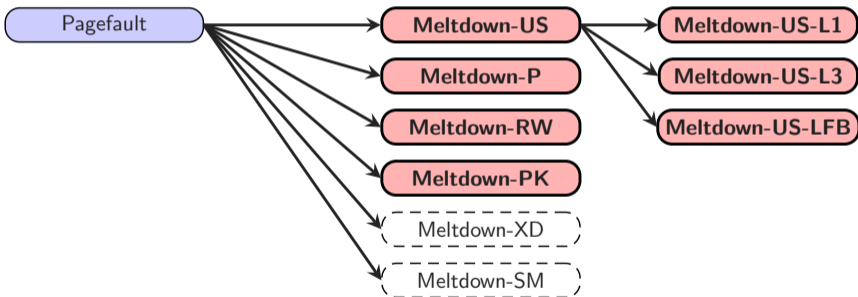 Pagefault
Meltdown-US
Meltdown-US-L1
Meltdown-P
Meltdown-US-L3
Meltdown-RW
Meltdown-US-LFB
Meltdown-PK
Meltdown-XD
Meltdown-SM